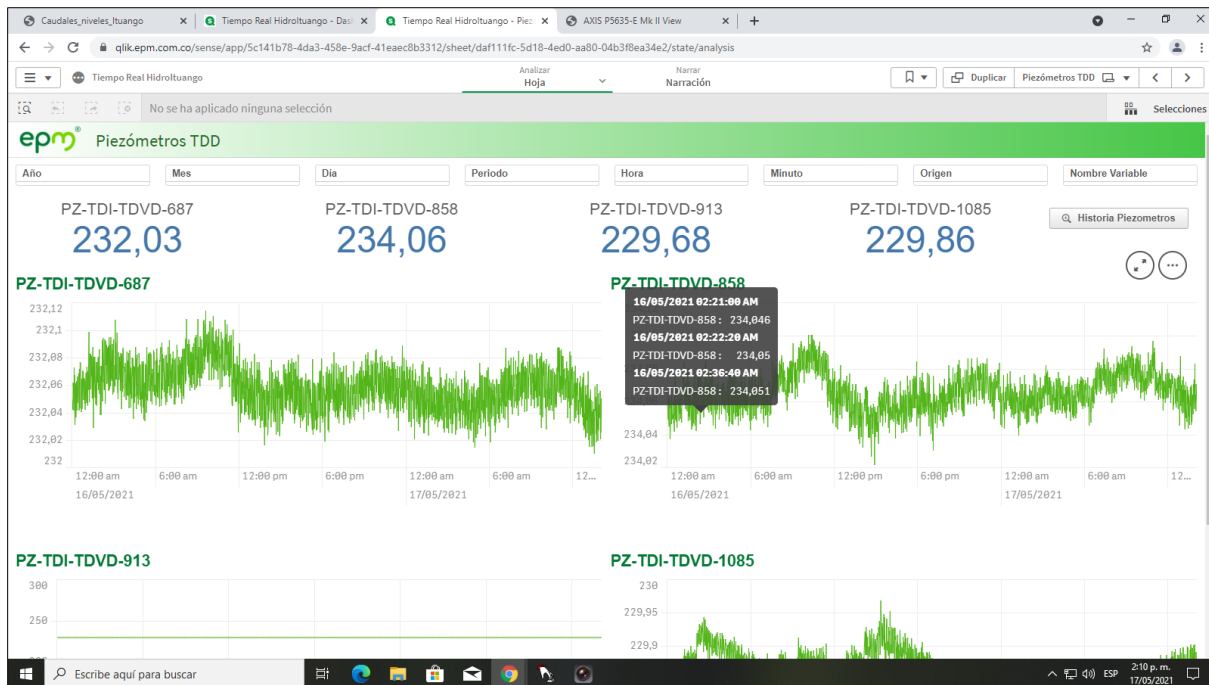 Caudales_niveles_Ituango
Tiempo Real HidroItuango - Das
Tiempo Real HidroItuango - Piez
AXIS P5635-E Mk II View
qlik.epm.com.co/sense/app/5c141b78-4da3-458e-9acf-41eaec8b3312/sheet/daf111fc-5d18-4ed0-aa80-04b3f8ea34e2/state/analysis
Tiempo Real HidroItuango
Analizar
Hoja
Narrar
Narración
Duplicar
Piezómetros TDD
No se ha aplicado ninguna selección
Selecciones
epm® Piezómetros TDD
Año Mes Día Periodo Hora Minuto Origen Nombre Variable
PZ-TDI-TDVD-687 PZ-TDI-TDVD-858 PZ-TDI-TDVD-913 PZ-TDI-TDVD-1085
232,03 234,06 229,68 229,86
Historia Piezometros
PZ-TDI-TDVD-687
232,12
232,1
232,08
232,06
232,04
232,02
232
12:00 am 6:00 am 12:00 pm 6:00 pm 12:00 am 6:00 am 12...
16/05/2021 17/05/2021
PZ-TDI-TDVD-858
16/05/2021 02:21:00 AM
PZ-TDI-TDVD-858: 234,046
16/05/2021 02:22:20 AM
PZ-TDI-TDVD-858: 234,05
16/05/2021 02:36:40 AM
PZ-TDI-TDVD-858: 234,051
234,04
234,02
12:00 am 6:00 am 12:00 pm 6:00 pm 12:00 am 6:00 am 12...
16/05/2021 17/05/2021
PZ-TDI-TDVD-913
300
250
PZ-TDI-TDVD-1085
230
229,95
229,9
Escribe aquí para buscar
ESP
2:10 p. m.
17/05/2021